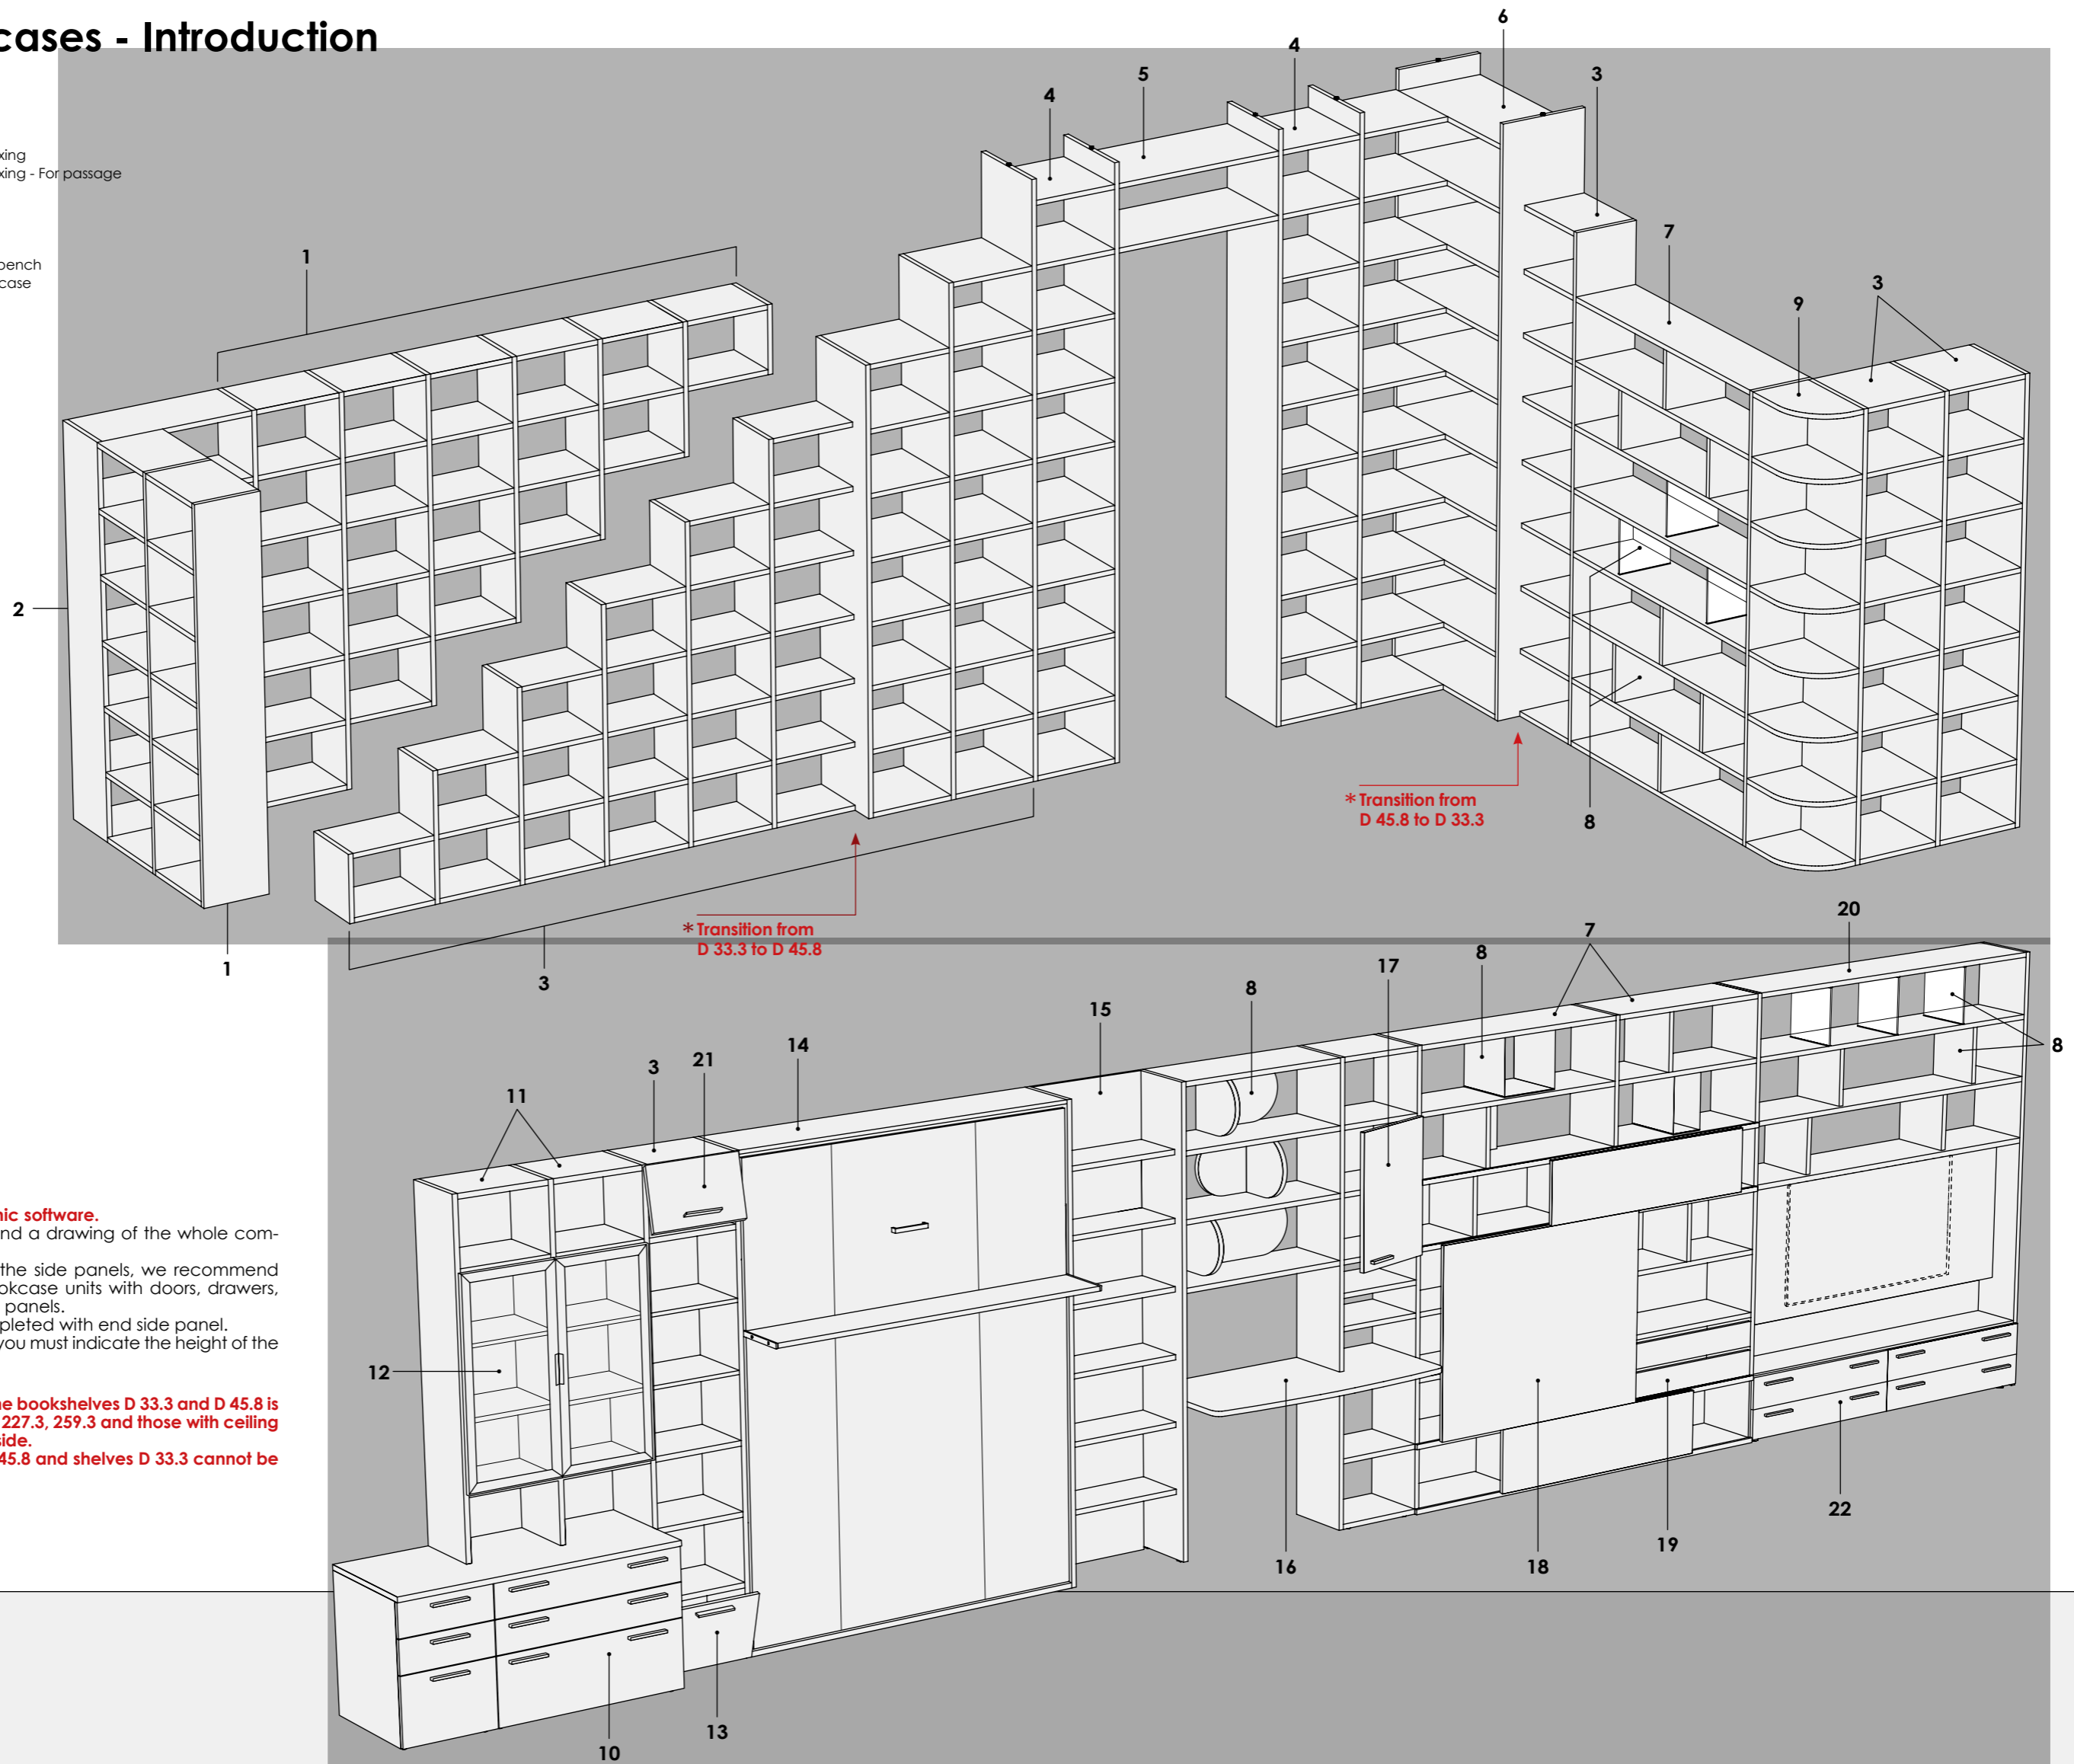 cases - Introduction
xing
xing - For passage
bench
case
1
2
1
3
4
5
4
6
3
7
9
3
8
* Transition from
D 33.3 to D 45.8
* Transition from
D 45.8 to D 33.3
nic software.
nd a drawing of the whole com-
the side panels, we recommend
okcase units with doors, drawers,
panels.
pleted with end side panel.
you must indicate the height of the
ne bookshelves D 33.3 and D 45.8 is
227.3, 259.3 and those with ceiling
side.
45.8 and shelves D 33.3 cannot be
11
3
21
14
15
8
17
8
7
20
8
12
10
13
16
18
19
22